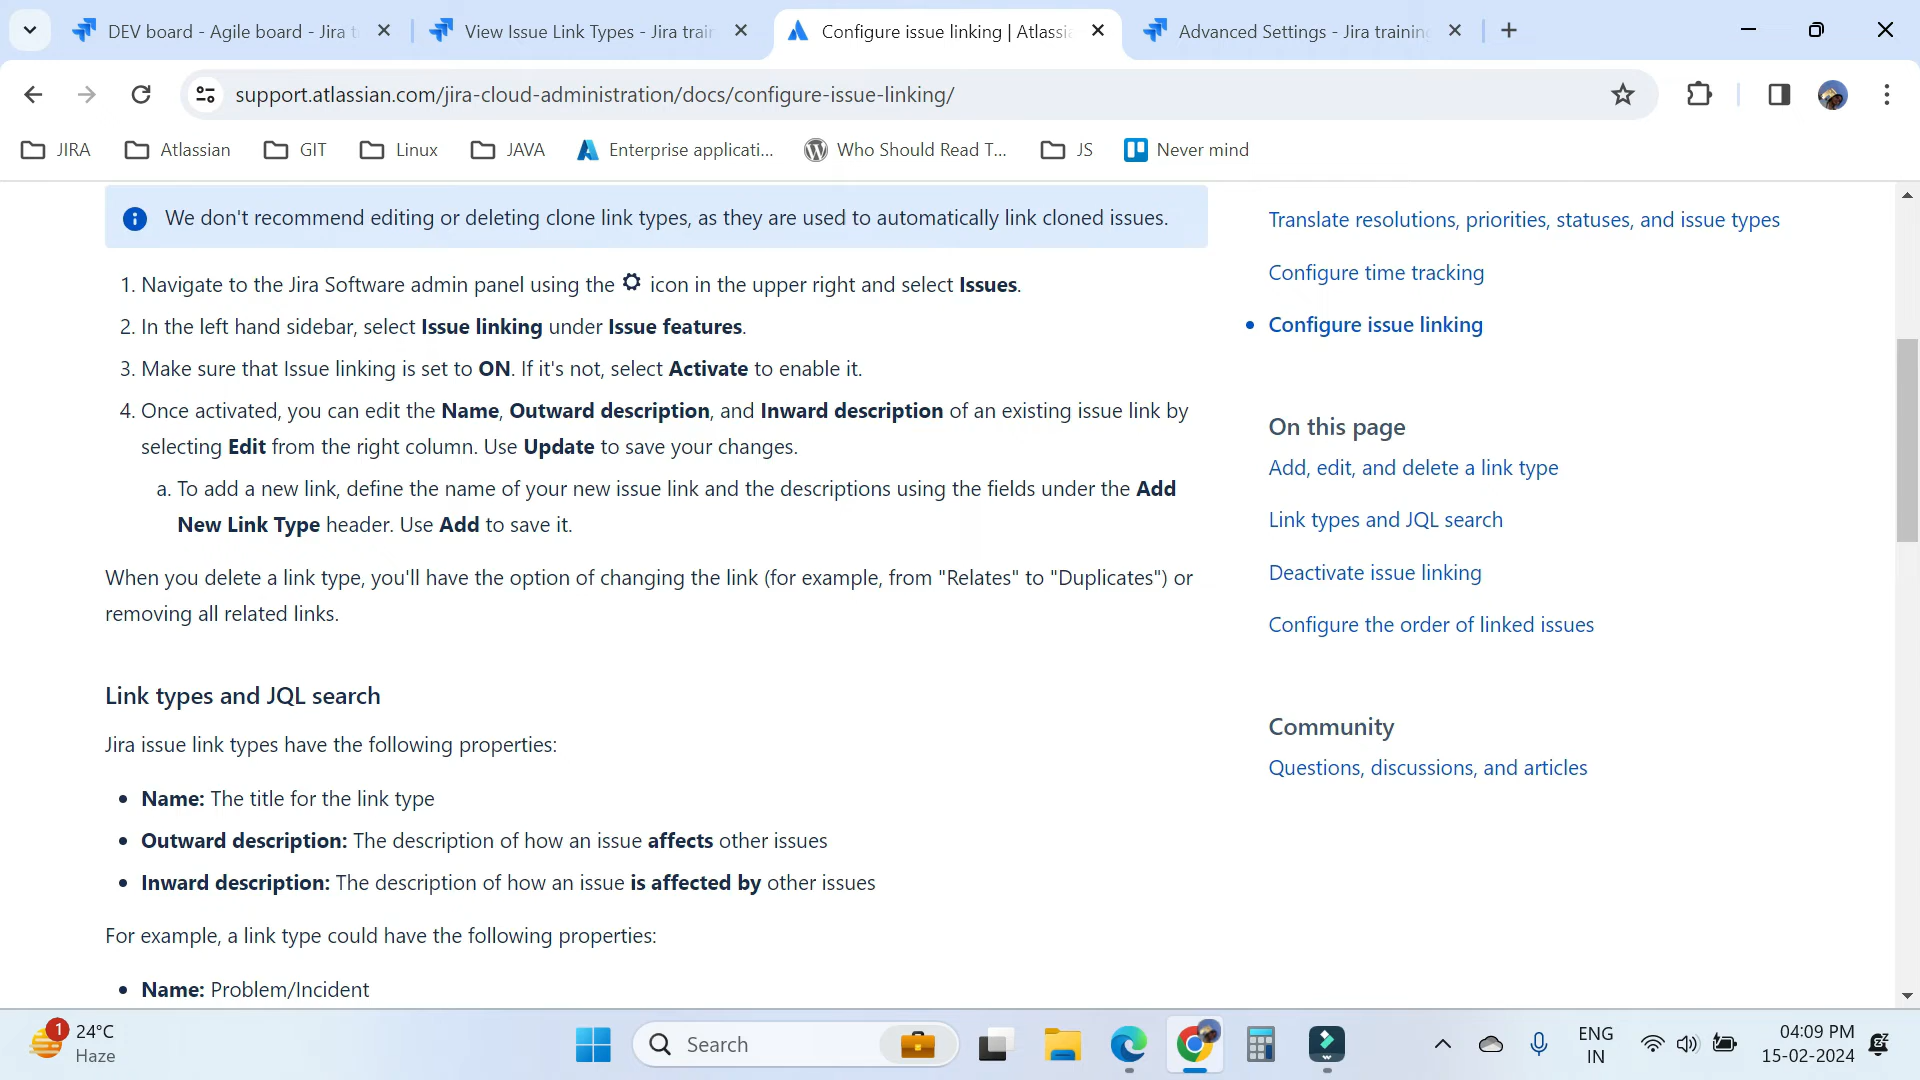 DEV board - Agile board - Jira t
View Issue Link Types - Jira train
Configure issue linking | Atlassia
Advanced Settings - Jira training
support.atlassian.com/jira-cloud-administration/docs/configure-issue-linking/
JIRA
Atlassian
GIT
Linux
JAVA
Enterprise applicati...
Who Should Read T...
JS
Never mind
We don't recommend editing or deleting clone link types, as they are used to automatically link cloned issues.
1. Navigate to the Jira Software admin panel using the icon in the upper right and select Issues.
2. In the left hand sidebar, select Issue linking under Issue features.
3. Make sure that Issue linking is set to ON. If it's not, select Activate to enable it.
4. Once activated, you can edit the Name, Outward description, and Inward description of an existing issue link by
selecting Edit from the right column. Use Update to save your changes.
a. To add a new link, define the name of your new issue link and the descriptions using the fields under the Add
New Link Type header. Use Add to save it.
When you delete a link type, you'll have the option of changing the link (for example, from "Relates" to "Duplicates") or
removing all related links.
Link types and JQL search
Jira issue link types have the following properties:
• Name: The title for the link type
• Outward description: The description of how an issue affects other issues
• Inward description: The description of how an issue is affected by other issues
For example, a link type could have the following properties:
• Name: Problem/Incident
Translate resolutions, priorities, statuses, and issue types
Configure time tracking
• Configure issue linking
On this page
Add, edit, and delete a link type
Link types and JQL search
Deactivate issue linking
Configure the order of linked issues
Community
Questions, discussions, and articles
1
24°C
Haze
Search
ENG
IN
04:09 PM
15-02-2024